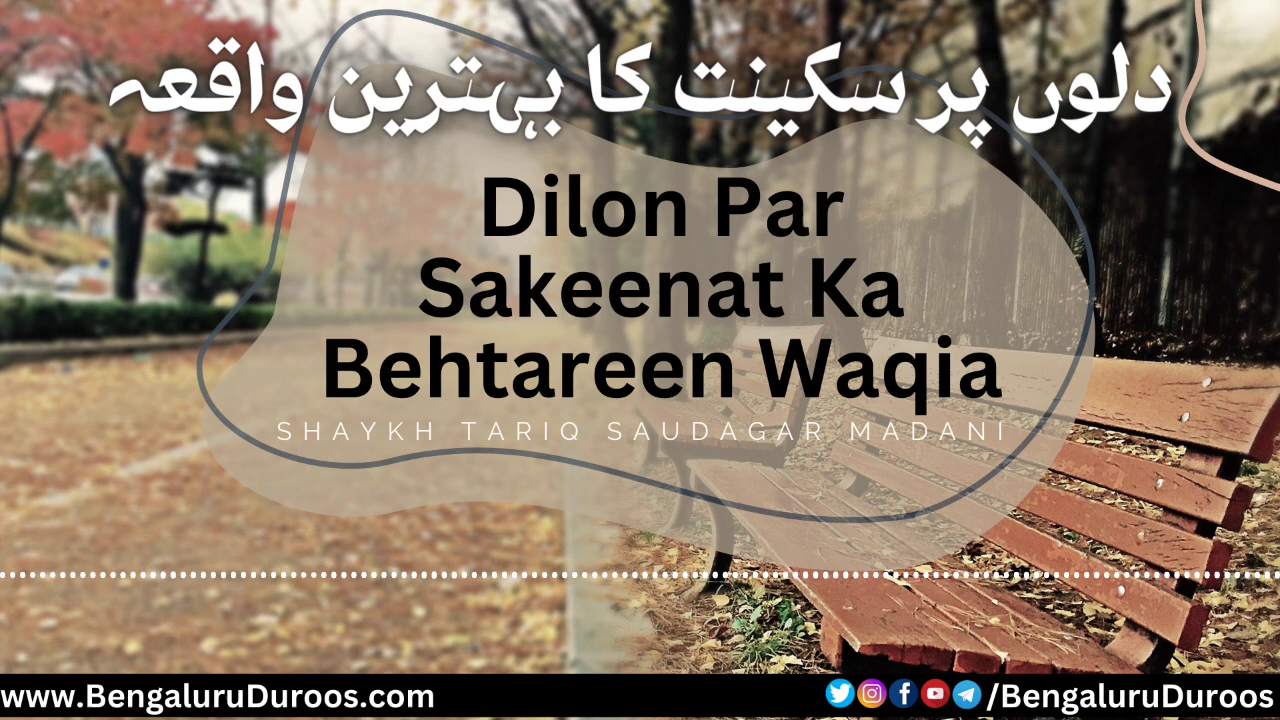 دلوں پر سکینت کا بہترین واقعہ
Dilon Par
Sakeenat Ka
Behtareen Waqia
SHAYKH TARIQ SAUDAGAR MADANI
www.BengaluruDuroos.com
/BengaluruDuroos